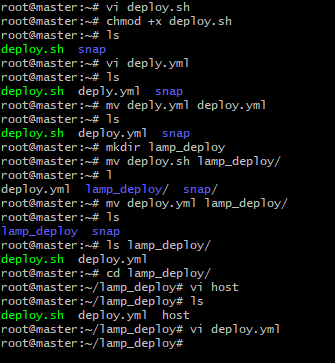 root@master:~# vi deploy.sh
root@master:~# chmod +x deploy.sh
root@master:~# ls
deploy.sh  snap
root@master:~# vi deply.yml
root@master:~# ls
deploy.sh  deply.yml  snap
root@master:~# mv deply.yml deploy.yml
root@master:~# ls
deploy.sh  deploy.yml  snap
root@master:~# mkdir lamp_deploy
root@master:~# mv deploy.sh lamp_deploy/
root@master:~# l
deploy.yml  lamp_deploy/  snap/
root@master:~# mv deploy.yml lamp_deploy/
root@master:~# ls
lamp_deploy  snap
root@master:~# ls lamp_deploy/
deploy.sh  deploy.yml
root@master:~# cd lamp_deploy/
root@master:~/lamp_deploy# vi host
root@master:~/lamp_deploy# ls
deploy.sh  deploy.yml  host
root@master:~/lamp_deploy# vi deploy.yml
root@master:~/lamp_deploy#